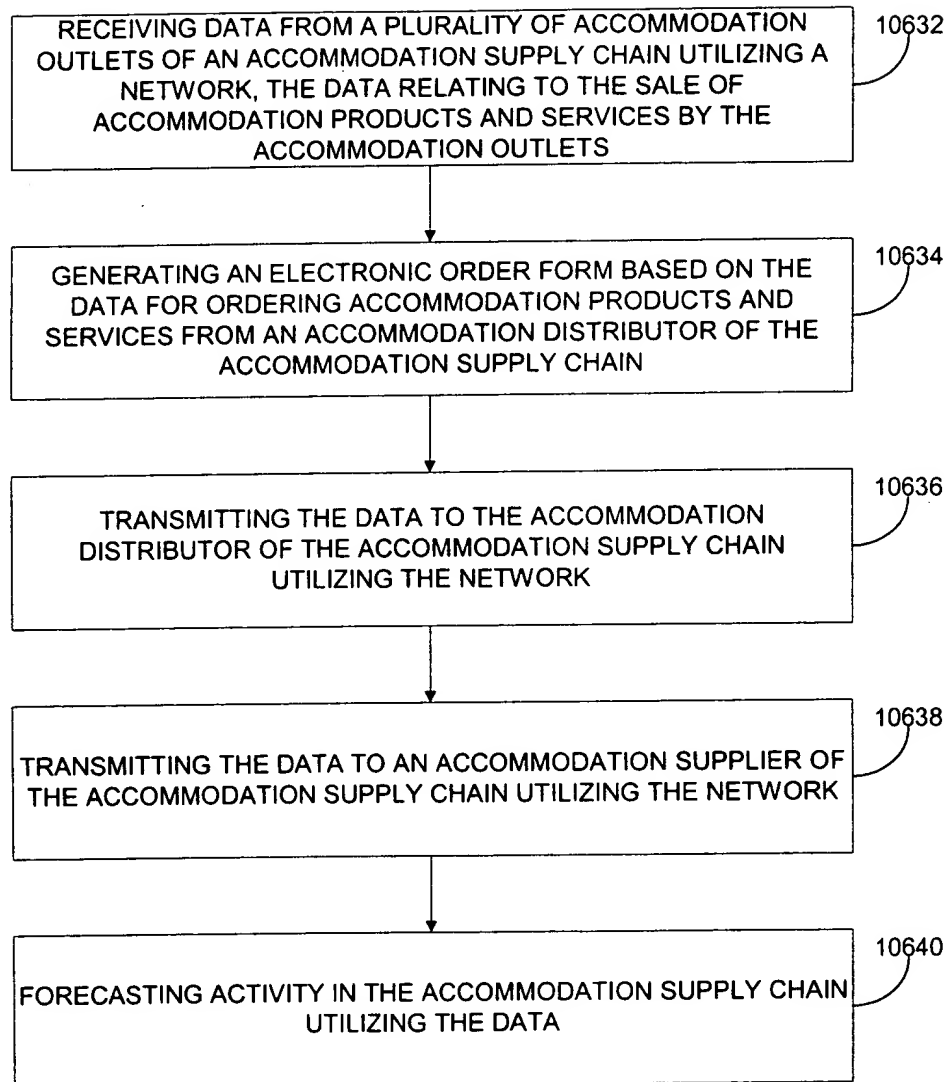 RECEIVING DATA FROM A PLURALITY OF ACCOMMODATION
OUTLETS OF AN ACCOMMODATION SUPPLY CHAIN UTILIZING A
NETWORK, THE DATA RELATING TO THE SALE OF
ACCOMMODATION PRODUCTS AND SERVICES BY THE
ACCOMMODATION OUTLETS
10632
GENERATING AN ELECTRONIC ORDER FORM BASED ON THE
DATA FOR ORDERING ACCOMMODATION PRODUCTS AND
SERVICES FROM AN ACCOMMODATION DISTRIBUTOR OF THE
ACCOMMODATION SUPPLY CHAIN
10634
TRANSMITTING THE DATA TO THE ACCOMMODATION
DISTRIBUTOR OF THE ACCOMMODATION SUPPLY CHAIN
UTILIZING THE NETWORK
10636
TRANSMITTING THE DATA TO AN ACCOMMODATION SUPPLIER OF
THE ACCOMMODATION SUPPLY CHAIN UTILIZING THE NETWORK
10638
FORECASTING ACTIVITY IN THE ACCOMMODATION SUPPLY CHAIN
UTILIZING THE DATA
10640